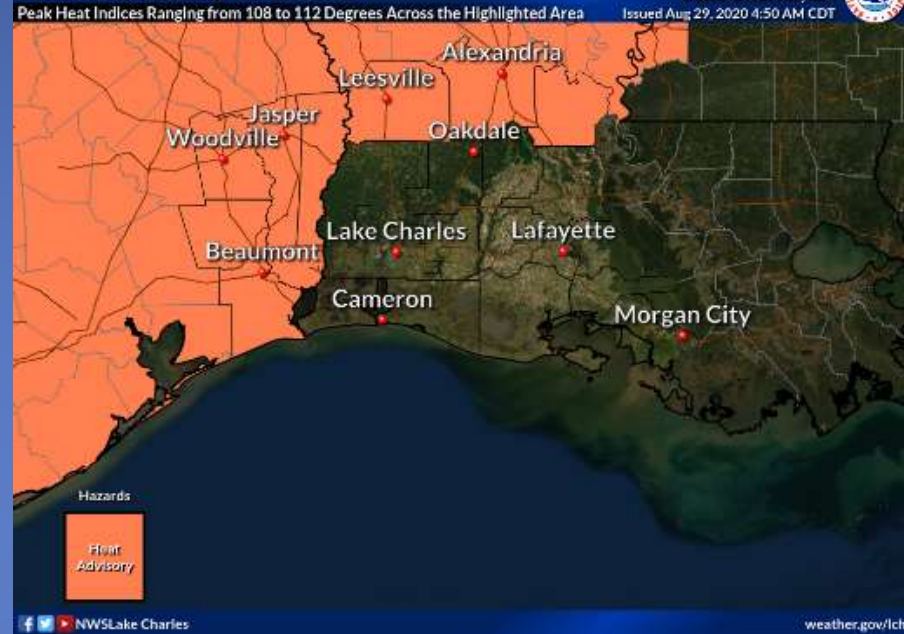 Peak Heat Indices Ranging from 108 to 112 Degrees Across the Highlighted Area
Issued Aug 29, 2020 4:50 AM CDT
Alexandria
Leesville
Jasper
Oakdale
Woodville
Lake Charles
Lafayette
Beaumont
Cameron
Morgan City
Hazards
Heat
Advisory
NWSLake Charles
weather.gov/lch